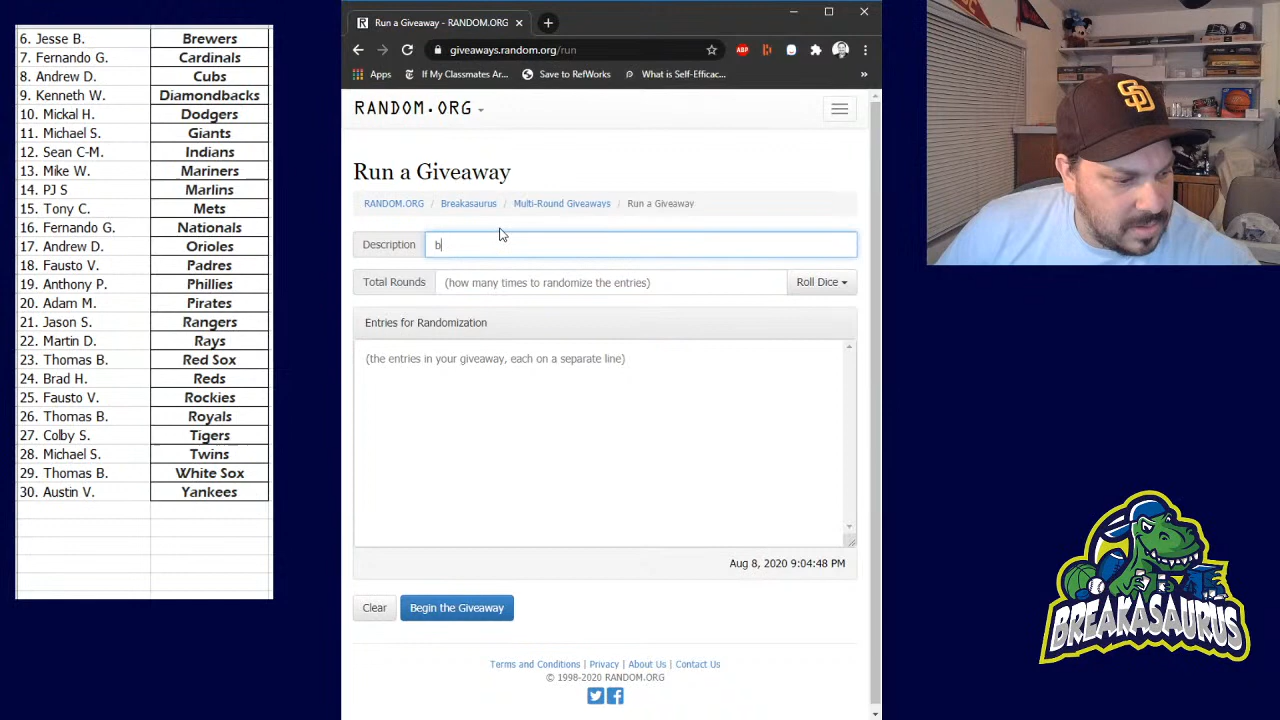 6. Jesse B. Brewers
7. Fernando G. Cardinals
8. Andrew D. Cubs
9. Kenneth W. Diamondbacks
10. Mickal H. Dodgers
11. Michael S. Giants
12. Sean C-M. Indians
13. Mike W. Mariners
14. PJ S Marlins
15. Tony C. Mets
16. Fernando G. Nationals
17. Andrew D. Orioles
18. Fausto V. Padres
19. Anthony P. Phillies
20. Adam M. Pirates
21. Jason S. Rangers
22. Martin D. Rays
23. Thomas B. Red Sox
24. Brad H. Reds
25. Fausto V. Rockies
26. Thomas B. Royals
27. Colby S. Tigers
28. Michael S. Twins
29. Thomas B. White Sox
30. Austin V. Yankees
R Run a Giveaway - RANDOM.ORG
giveaways.random.org/run
ABP
Apps If My Classmates Ar... Save to RefWorks What is Self-Efficac...
RANDOM.ORG
Run a Giveaway
RANDOM.ORG / Breakasaurus / Multi-Round Giveaways / Run a Giveaway
Description b
Total Rounds (how many times to randomize the entries) Roll Dice
Entries for Randomization
(the entries in your giveaway, each on a separate line)
Aug 8, 2020 9:04:48 PM
Clear Begin the Giveaway
Terms and Conditions | Privacy | About Us | Contact Us
© 1998-2020 RANDOM.ORG
SD
BREAKASAURUS